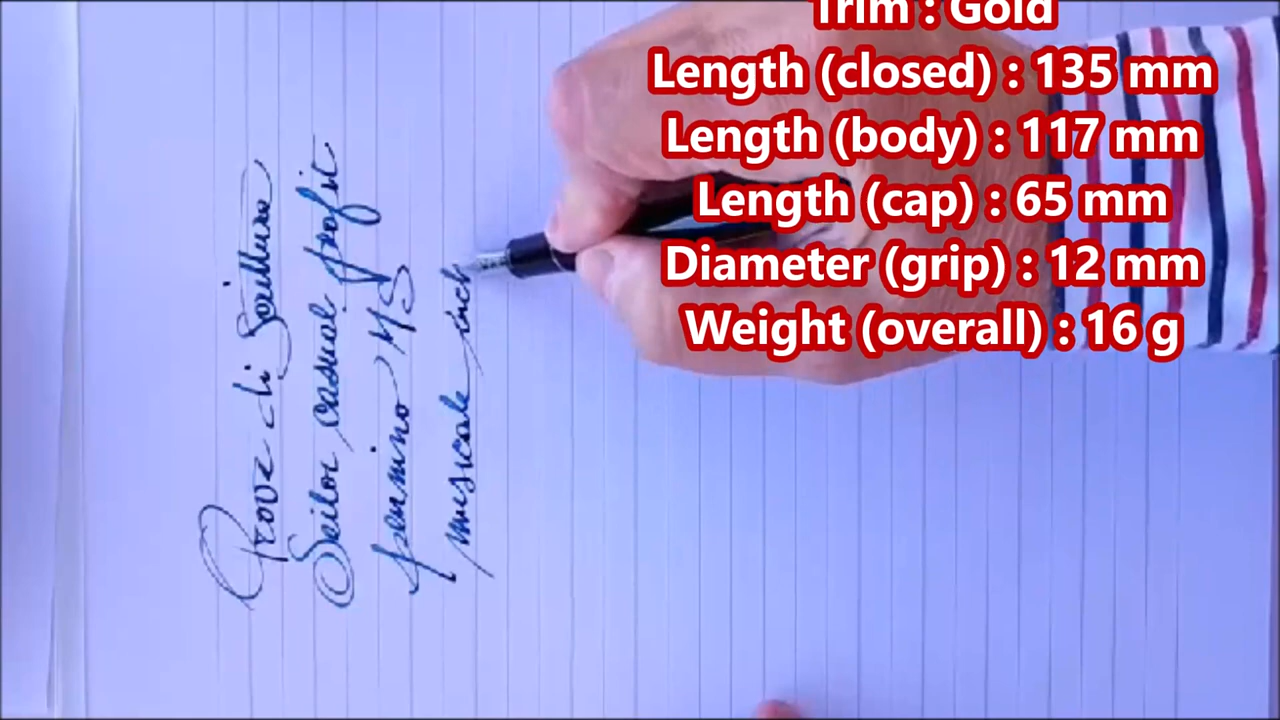 Trim : Gold
Length (closed) : 135 mm
Length (body) : 117 mm
Length (cap) : 65 mm
Diameter (grip) : 12 mm
Weight (overall) : 16 g
Prova di scrittura
Sailor casual profit
pennino MS
musicale inch